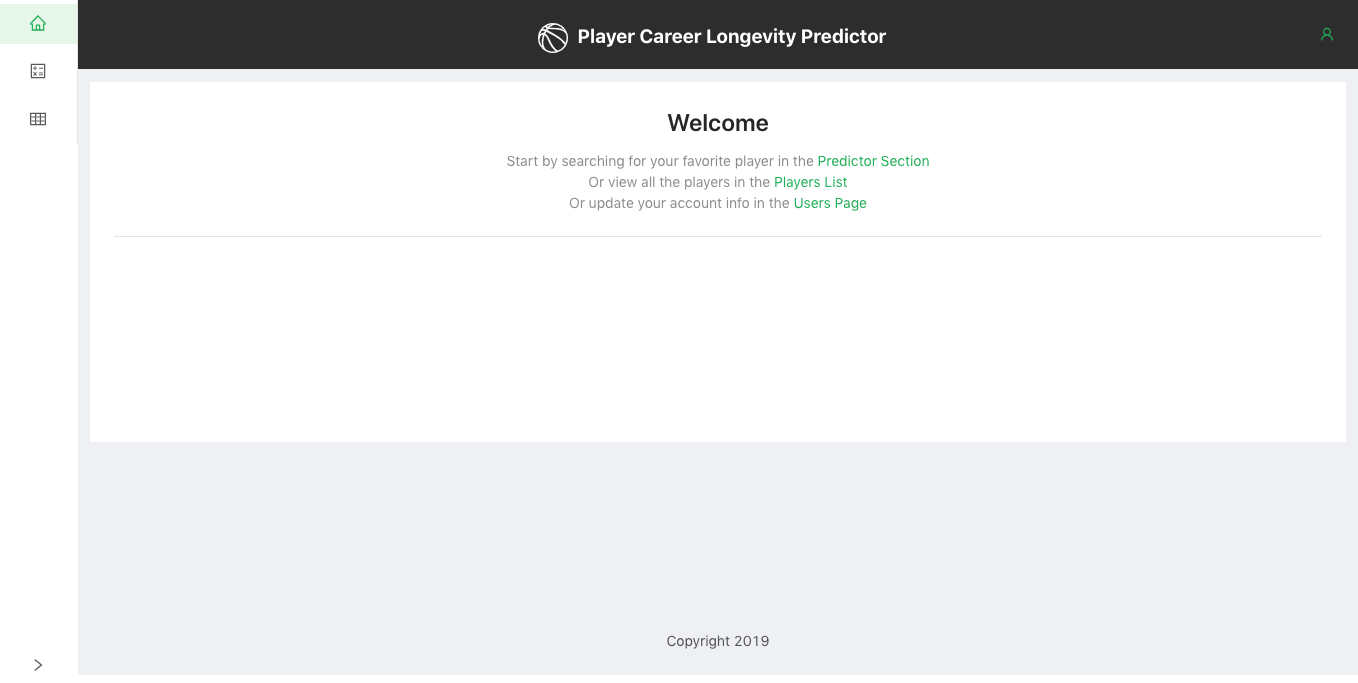 Player Career Longevity Predictor
Welcome
Start by searching for your favorite player in the Predictor Section
Or view all the players in the Players List
Or update your account info in the Users Page
Copyright 2019